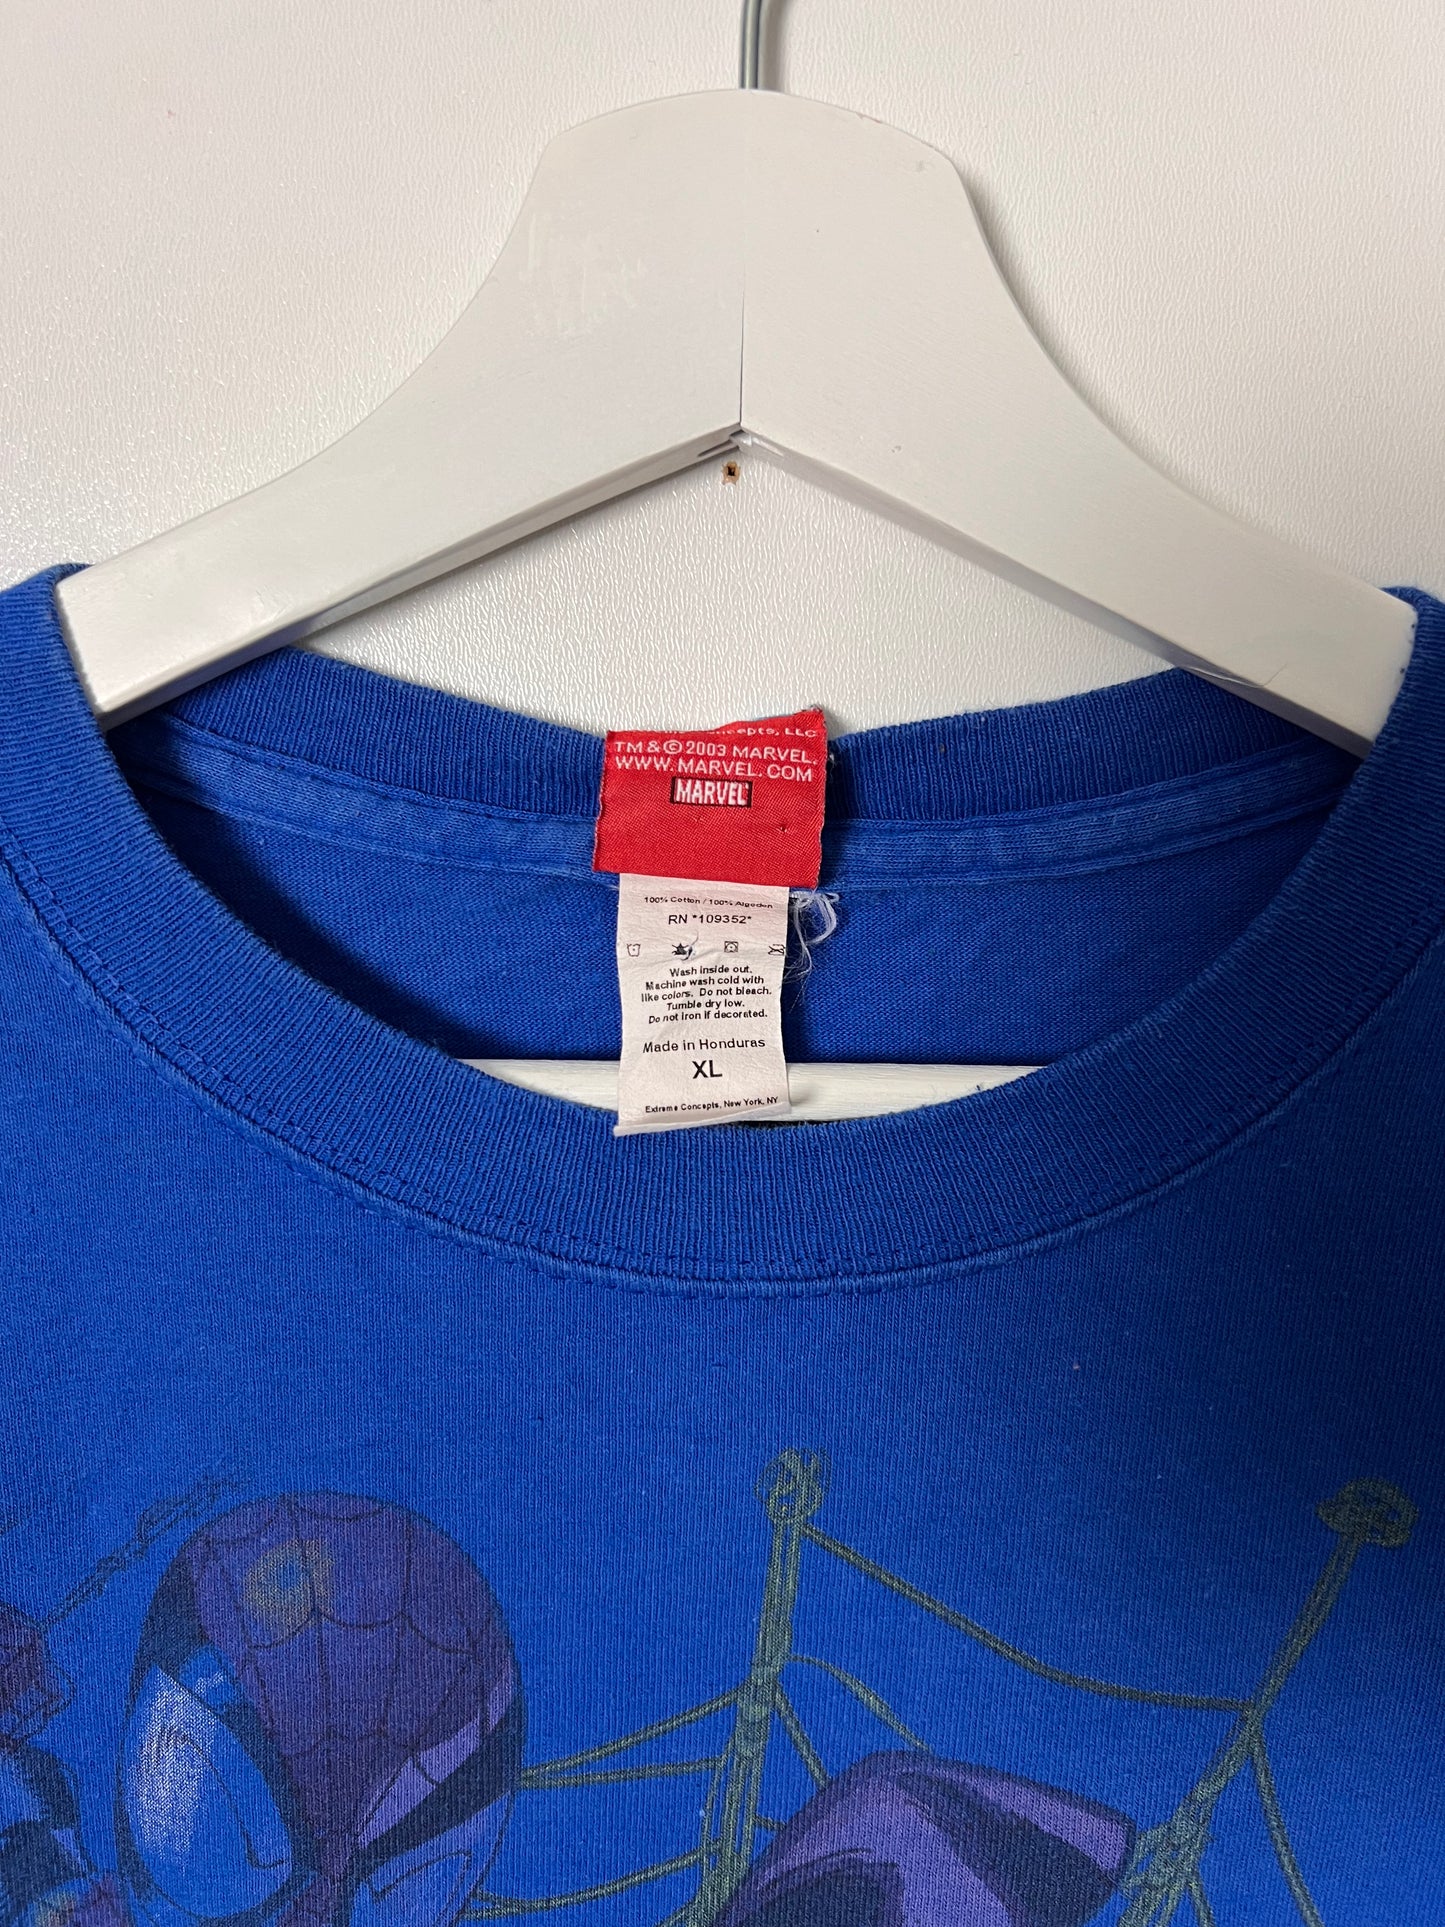 LLC
TM & © 2003 MARVEL.
WWW.MARVEL.COM
MARVEL
100% Cotton / 100% Algodon
RN *109352*
Wash inside out.
Machine wash cold with
like colors. Do not bleach.
Tumble dry low.
Do not iron if decorated.
Made in Honduras
XL
Extreme Concepts, New York, NY